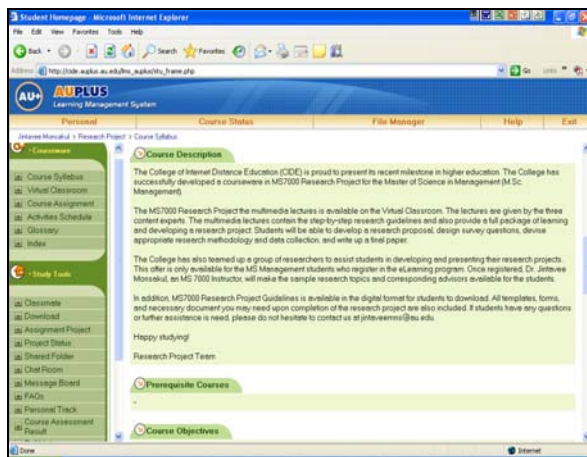 Student Homepage - Microsoft Internet Explorer
File Edit View Favorites Tools Help
Back Search Favorites
Address http://cide.auplus.au.edu/lms_auplus/stu_frame.php Go Links
AU+ AUPLUS
Learning Management System
Personal Course Status File Manager Help Exit
Jintavee Monsakul > Research Project > Course Syllabus
Courseware
Course Syllabus
Virtual Classroom
Course Assignment
Activities Schedule
Glossary
Index
Study Tools
Classmate
Download
Assignment Project
Project Status
Shared Folder
Chat Room
Message Board
FAQs
Personal Track
Course Assessment
Result
Course Description
The College of Internet Distance Education (CIDE) is proud to present its recent milestone in higher education. The College has
successfully developed a courseware in MS7000 Research Project for the Master of Science in Management (M.Sc.
Management).
The MS7000 Research Project the multimedia lectures is available on the Virtual Classroom. The lectures are given by the three
content experts. The multimedia lectures contain the step-by-step research guidelines and also provide a full package of learning
and developing a research project. Students will be able to develop a research proposal, design survey questions, devise
appropriate research methodology and data collection, and write up a final paper.
The College has also teamed up a group of researchers to assist students in developing and presenting their research projects.
This offer is only available for the MS Management students who register in the eLearning program. Once registered, Dr. Jintavee
Monsakul, an MS 7000 Instructor, will make the sample research topics and corresponding advisors available for the students.
In addition, MS7000 Research Project Guidelines is available in the digital format for students to download. All templates, forms,
and necessary document you may need upon completion of the research project are also included. If students have any questions
or further assistance is need, please do not hesitate to contact us at jintaveemns@au.edu.
Happy studying!
Research Project Team
Prerequisite Courses
-
Course Objectives
Done Internet